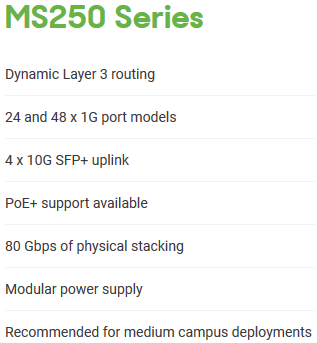 MS250 Series
Dynamic Layer 3 routing
24 and 48 x 1G port models
4 x 10G SFP+ uplink
PoE+ support available
80 Gbps of physical stacking
Modular power supply
Recommended for medium campus deployments